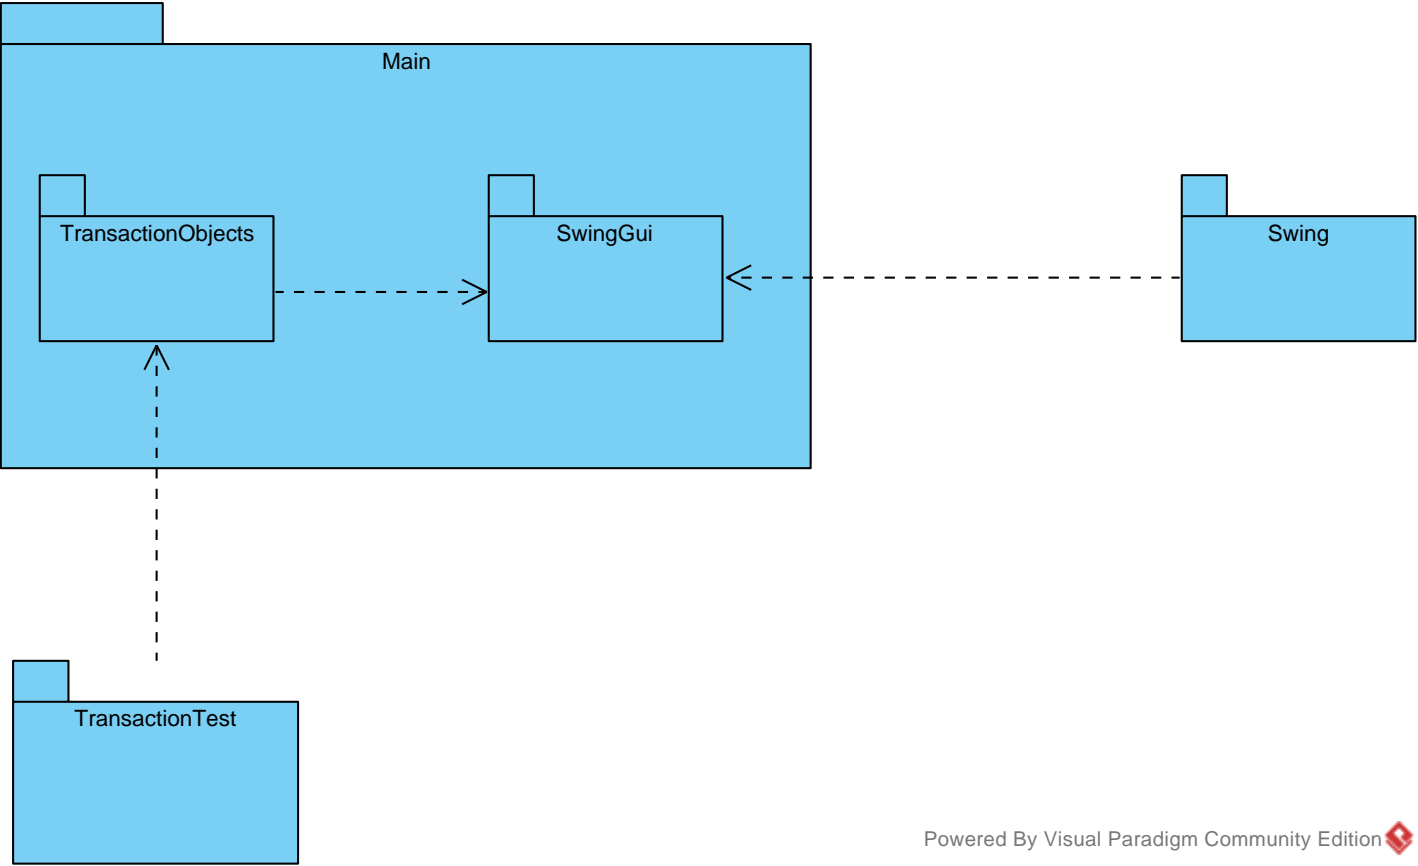 Main
TransactionObjects
SwingGui
Swing
TransactionTest
Powered By Visual Paradigm Community Edition